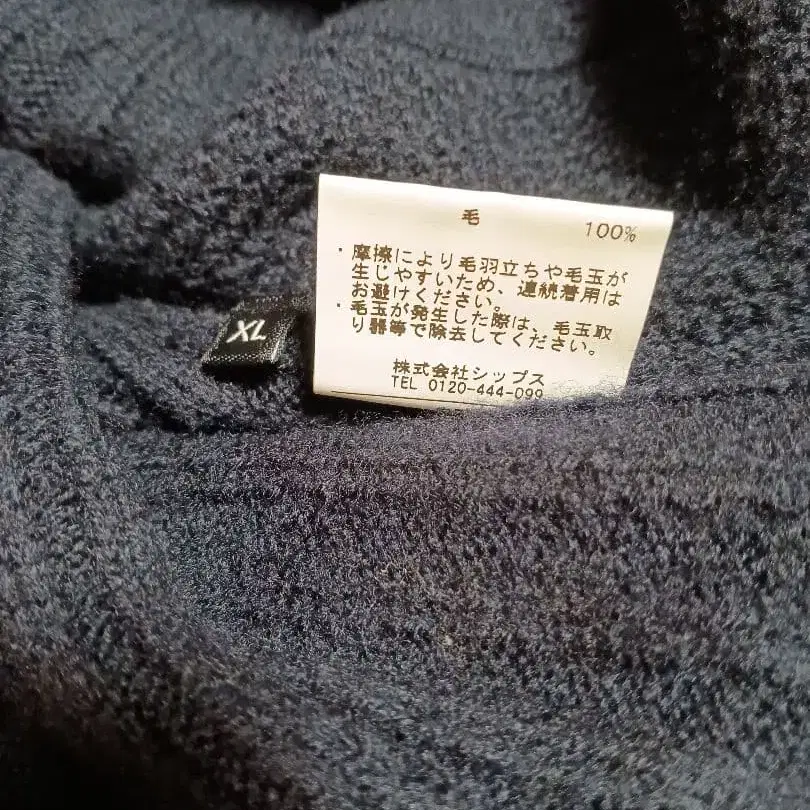 毛 100%
・摩擦により毛羽立ちや毛玉が
生じやすいため、連続着用は
お避けください。
・毛玉が発生した際は、毛玉取
り器等で除去してください。
株式会社シップス
TEL 0120-444-099
XL